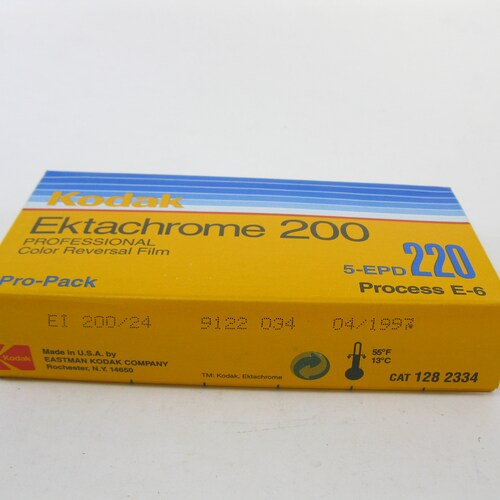 Kodak
Ektachrome 200
PROFESSIONAL
Color Reversal Film
5-EPD 220
Pro-Pack
Process E-6
EI 200/24 9122 034 04/1997
Kodak
Made in U.S.A. by
EASTMAN KODAK COMPANY
Rochester, N.Y. 14650
TM: Kodak, Ektachrome
55°F
13°C
CAT 128 2334